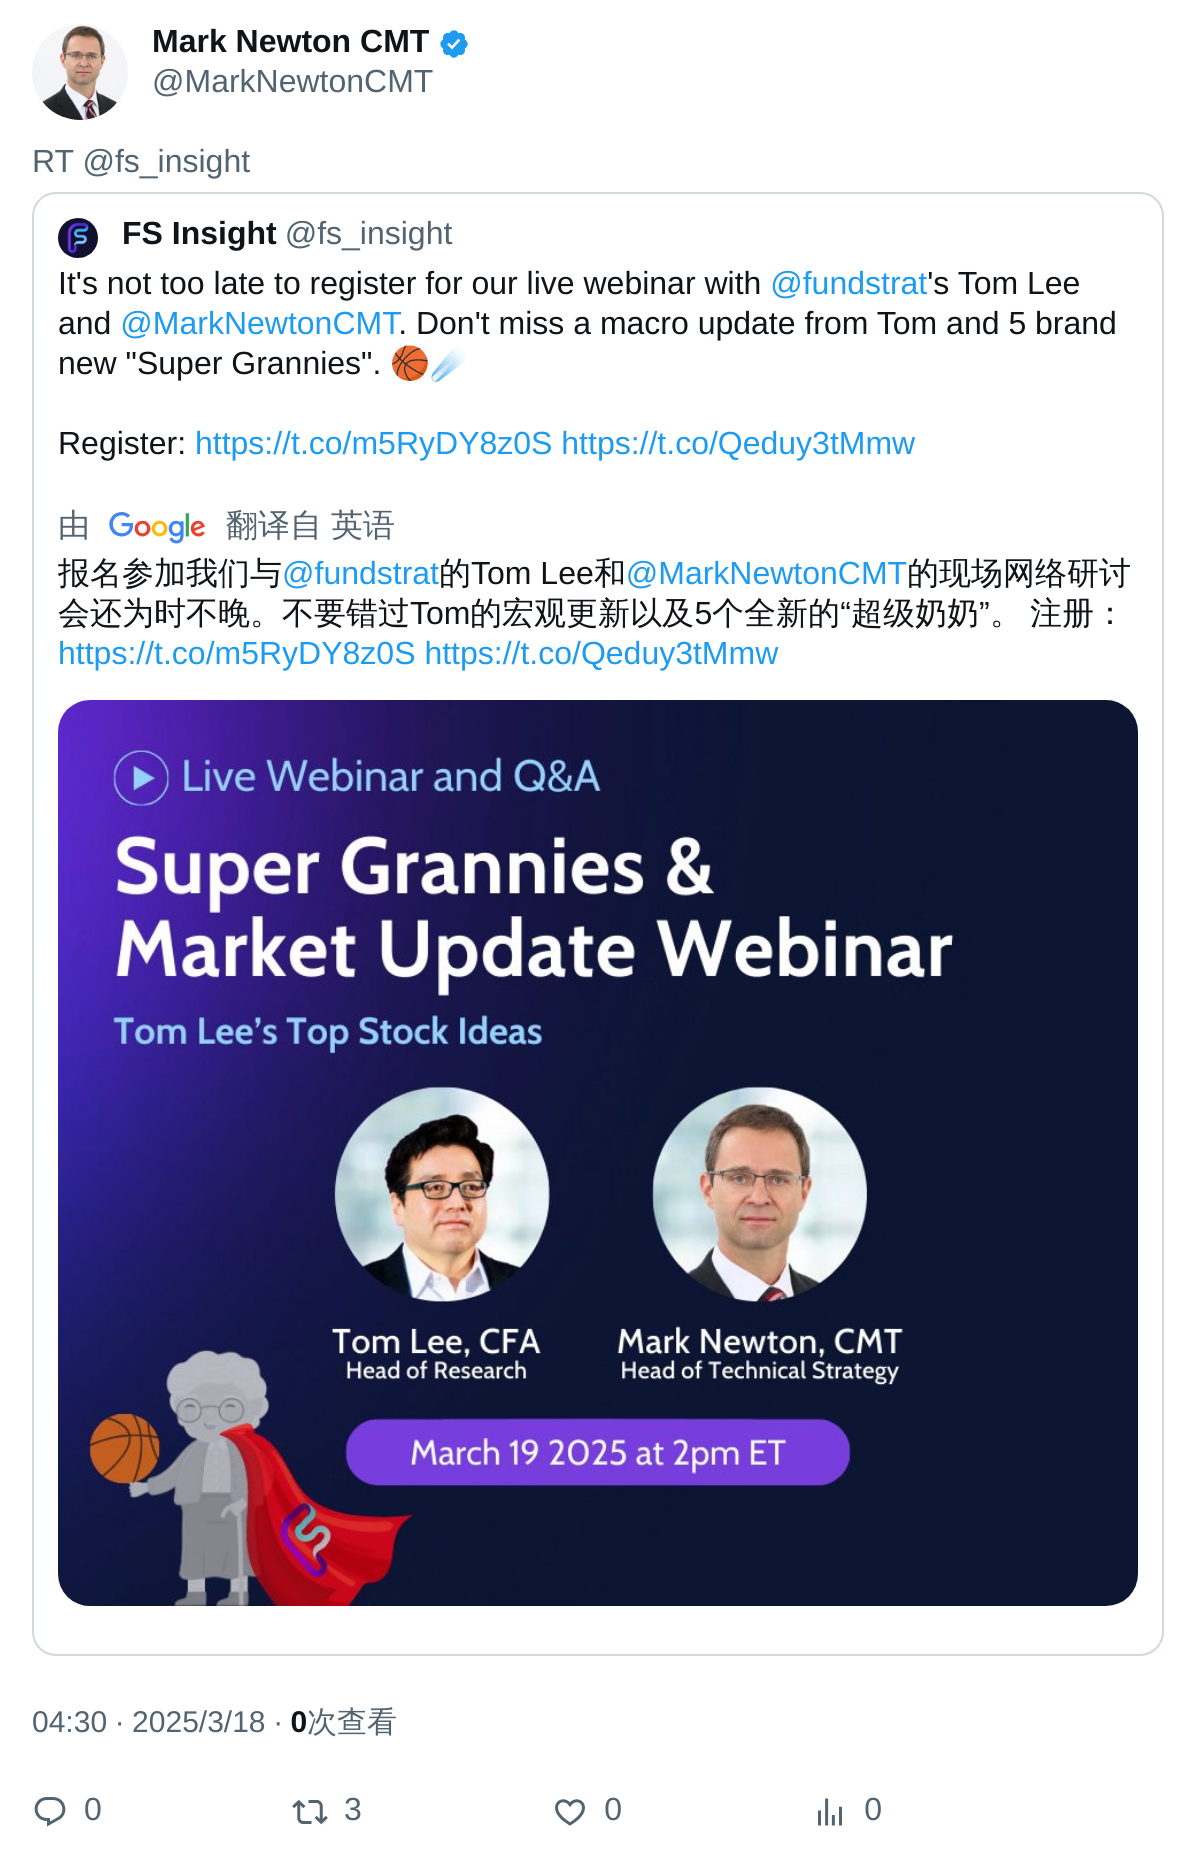 Mark Newton CMT
@MarkNewtonCMT
RT @fs_insight
FS Insight @fs_insight
It's not too late to register for our live webinar with @fundstrat's Tom Lee
and @MarkNewtonCMT. Don't miss a macro update from Tom and 5 brand
new "Super Grannies". 🏀☄️
Register: https://t.co/m5RyDY8z0S https://t.co/Qeduy3tMmw
由 Google 翻译自 英语
报名参加我们与@fundstrat的Tom Lee和@MarkNewtonCMT的现场网络研讨
会还为时不晚。不要错过Tom的宏观更新以及5个全新的“超级奶奶”。 注册：
https://t.co/m5RyDY8z0S https://t.co/Qeduy3tMmw
Live Webinar and Q&A
Super Grannies &
Market Update Webinar
Tom Lee’s Top Stock Ideas
Tom Lee, CFA
Head of Research
Mark Newton, CMT
Head of Technical Strategy
March 19 2025 at 2pm ET
04:30 · 2025/3/18 · 0次查看
0 3 0 0